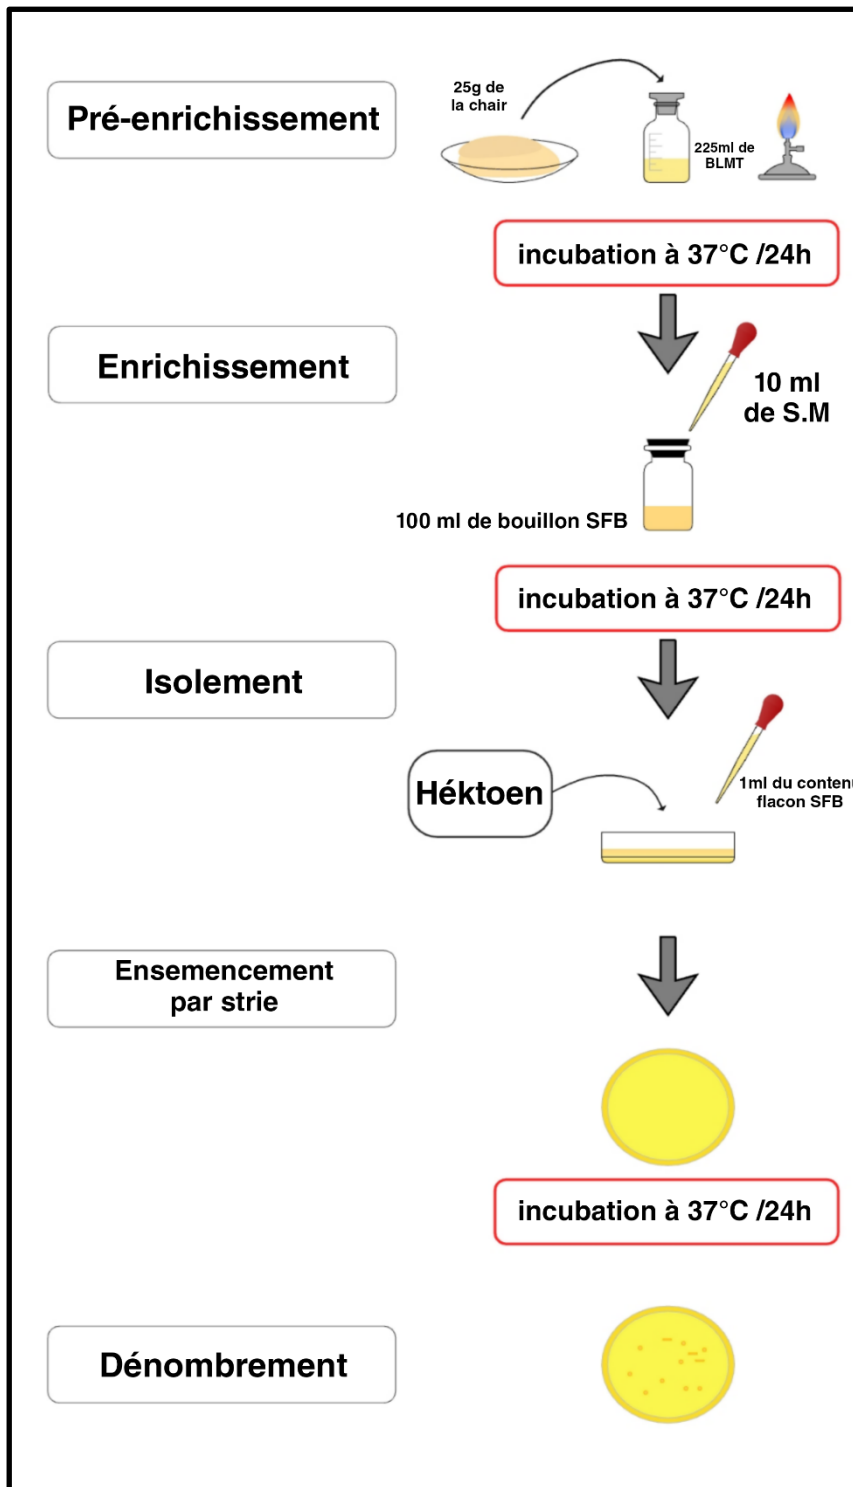 Pré-enrichissement
25g de
la chair
225ml de
BLMT
incubation à 37°C /24h
Enrichissement
10 ml
de S.M
100 ml de bouillon SFB
incubation à 37°C /24h
Isolement
Héktoen
1ml du contenu
flacon SFB
Ensemencement
par strie
incubation à 37°C /24h
Dénombrement